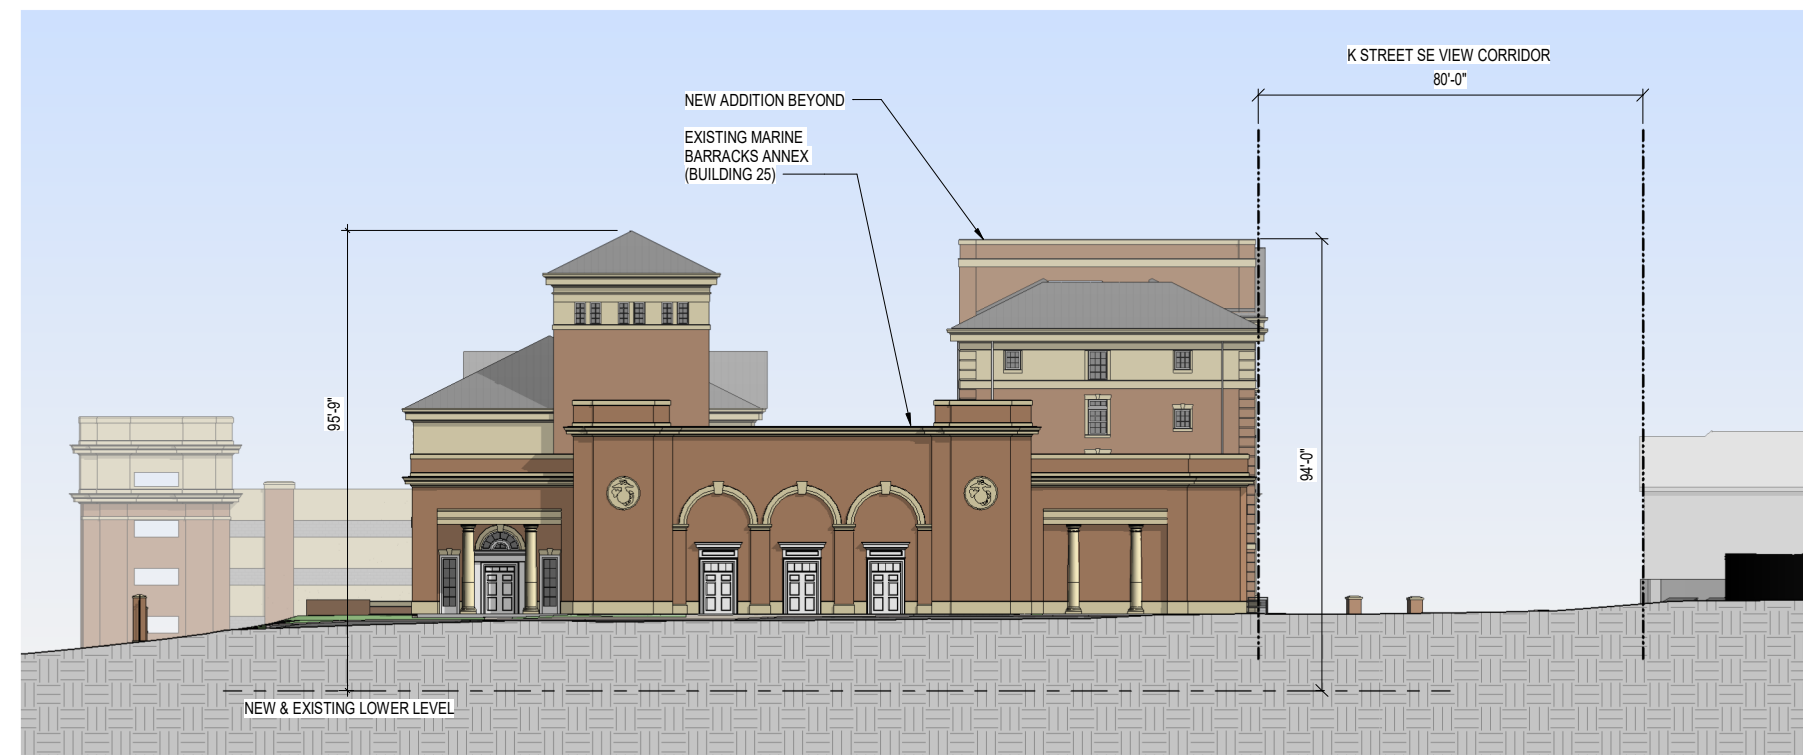 K STREET SE VIEW CORRIDOR
80'-0"
NEW ADDITION BEYOND
EXISTING MARINE
BARRACKS ANNEX
(BUILDING 25)
95'-9"
94'-0"
NEW & EXISTING LOWER LEVEL